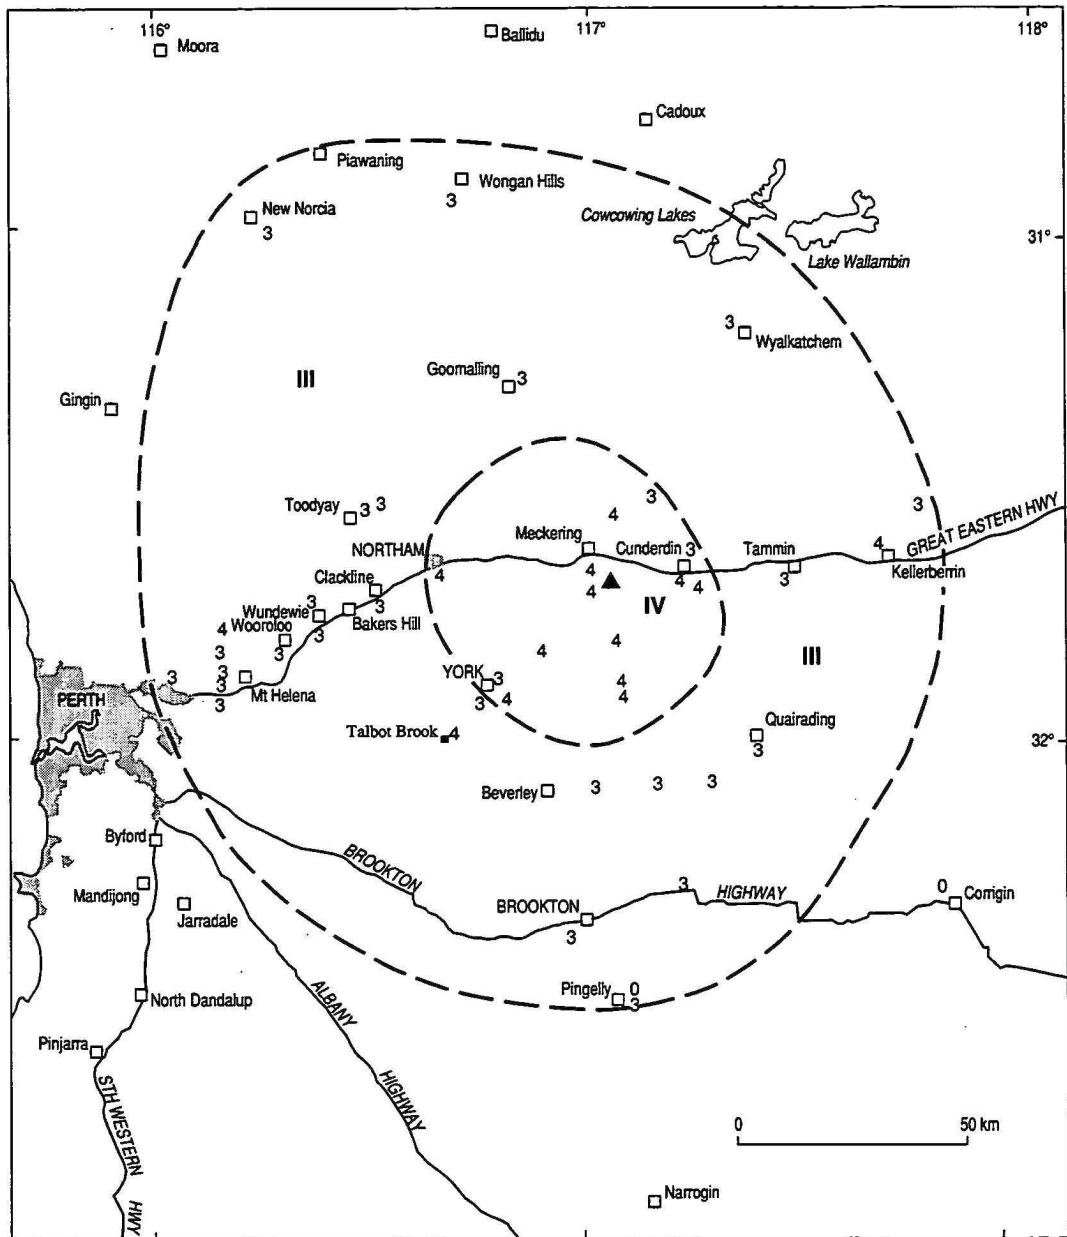 116°
117°
118°
Moora
Ballidu
Cadoux
Piawaning
Wongan Hills
3
New Norcia
3
Cowcowing Lakes
31°
Lake Wallambin
3
Wyalkatchem
III
Goomalling
3
Gingin
Toodyay
3
3
3
4
3
Meckering
NORTHAM
4
Cunderdin
3
Tammin
4
GREAT EASTERN HWY
Kellerberrin
4
4
4
4
3
Clackline
3
IV
Wundewie
3
3
Bakers Hill
4
Wooroloo
3
3
4
4
III
3
3
3
3
Mt Helena
YORK
3
3
4
4
4
PERTH
Talbot Brook
4
Quairading
3
32°
Beverley
3
3
3
Byford
BROOKTON
HIGHWAY
Mandijong
Jarradale
3
0
Corrigin
BROOKTON
3
North Dandalup
Pingelly
0
3
ALBANY
HIGHWAY
Pinjarra
STH WESTERN
HWY
0
50 km
Narrogin